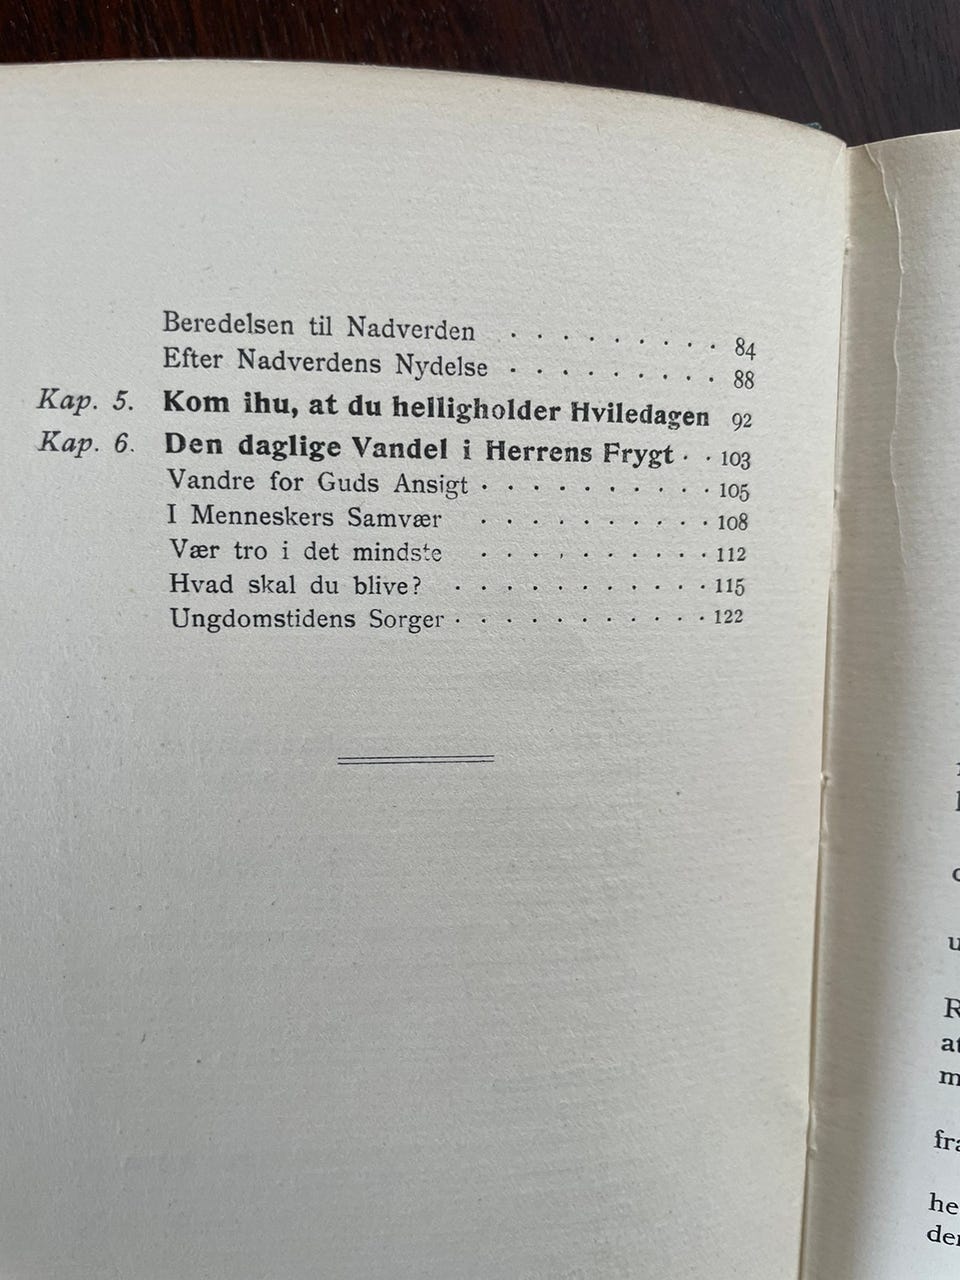 Beredelsen til Nadverden . . . . . . . . . 84
Efter Nadverdens Nydelse . . . . . . . . . 88
Kap. 5. Kom ihu, at du helligholder Hviledagen 92
Kap. 6. Den daglige Vandel i Herrens Frygt . . 103
Vandre for Guds Ansigt . . . . . . . . . . 105
I Menneskers Samvær . . . . . . . . . . 108
Vær tro i det mindste . . . . . . . . . . 112
Hvad skal du blive? . . . . . . . . . . . 115
Ungdomstidens Sorger . . . . . . . . . . . 122